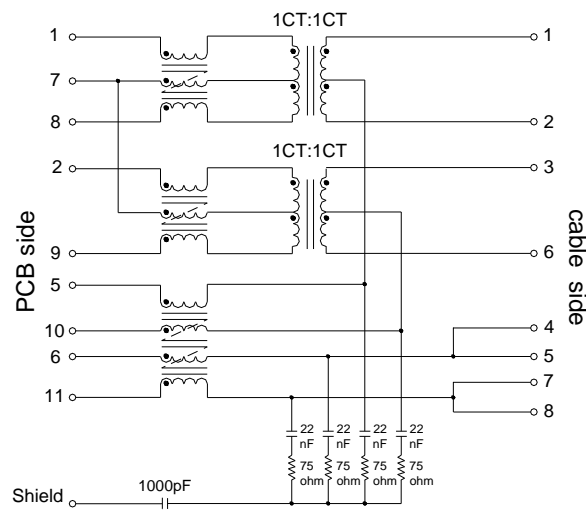 1CT:1CT
1
1
7
8
2
2
1CT:1CT
3
9
6
5
10
4
6
5
7
11
8
22 nF
22 nF
22 nF
22 nF
75 ohm
75 ohm
75 ohm
75 ohm
1000pF
Shield
PCB side
cable side